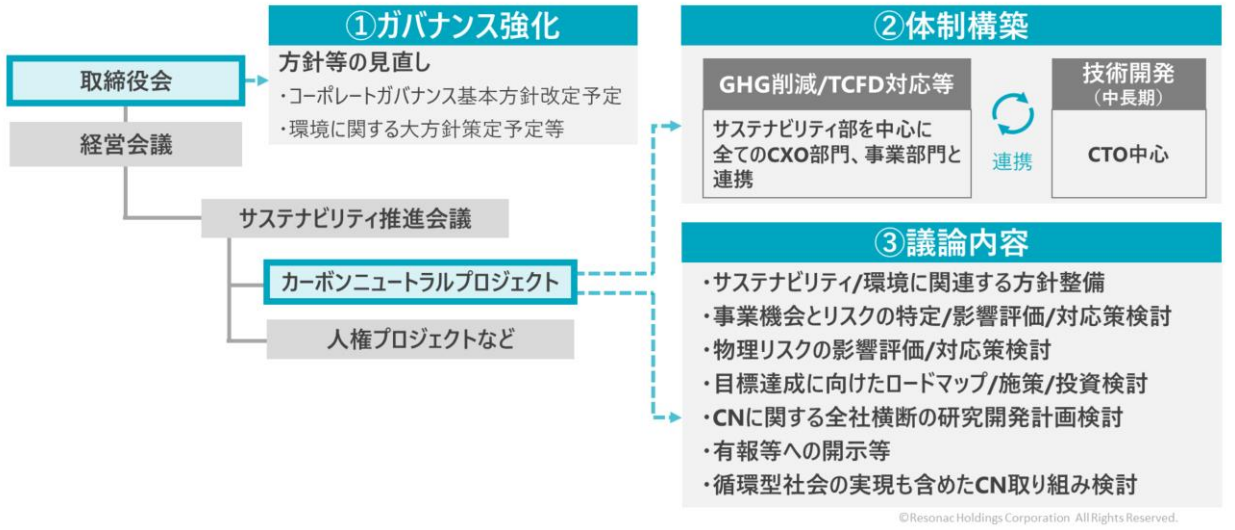 取締役会
経営会議
サステナビリティ推進会議
カーボンニュートラルプロジェクト
人権プロジェクトなど
①ガバナンス強化
方針等の見直し
・コーポレートガバナンス基本方針改定予定
・環境に関する大方針策定予定等
②体制構築
GHG削減/TCFD対応等
サステナビリティ部を中心に
全てのCXO部門、事業部門と
連携
連携
技術開発
（中長期）
CTO中心
③議論内容
・サステナビリティ/環境に関連する方針整備
・事業機会とリスクの特定/影響評価/対応策検討
・物理リスクの影響評価/対応策検討
・目標達成に向けたロードマップ/施策/投資検討
・CNに関する全社横断の研究開発計画検討
・有報等への開示等
・循環型社会の実現も含めたCN取り組み検討
©Resonac Holdings Corporation All Rights Reserved.